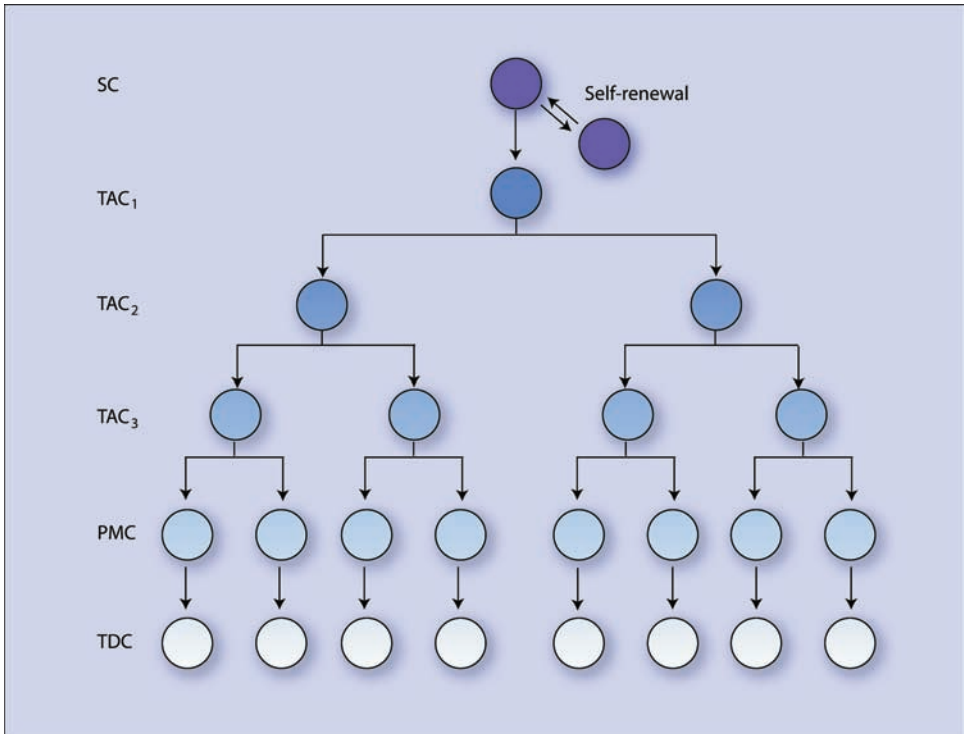 SC
Self-renewal
TAC₁
TAC₂
TAC₃
PMC
TDC